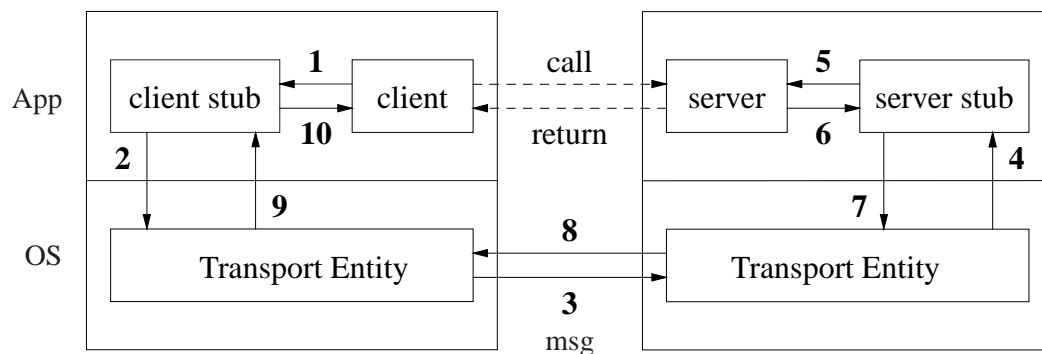 1
call
5
App
client stub
client
server
server stub
10
return
6
2
4
9
7
8
OS
Transport Entity
Transport Entity
3
msg